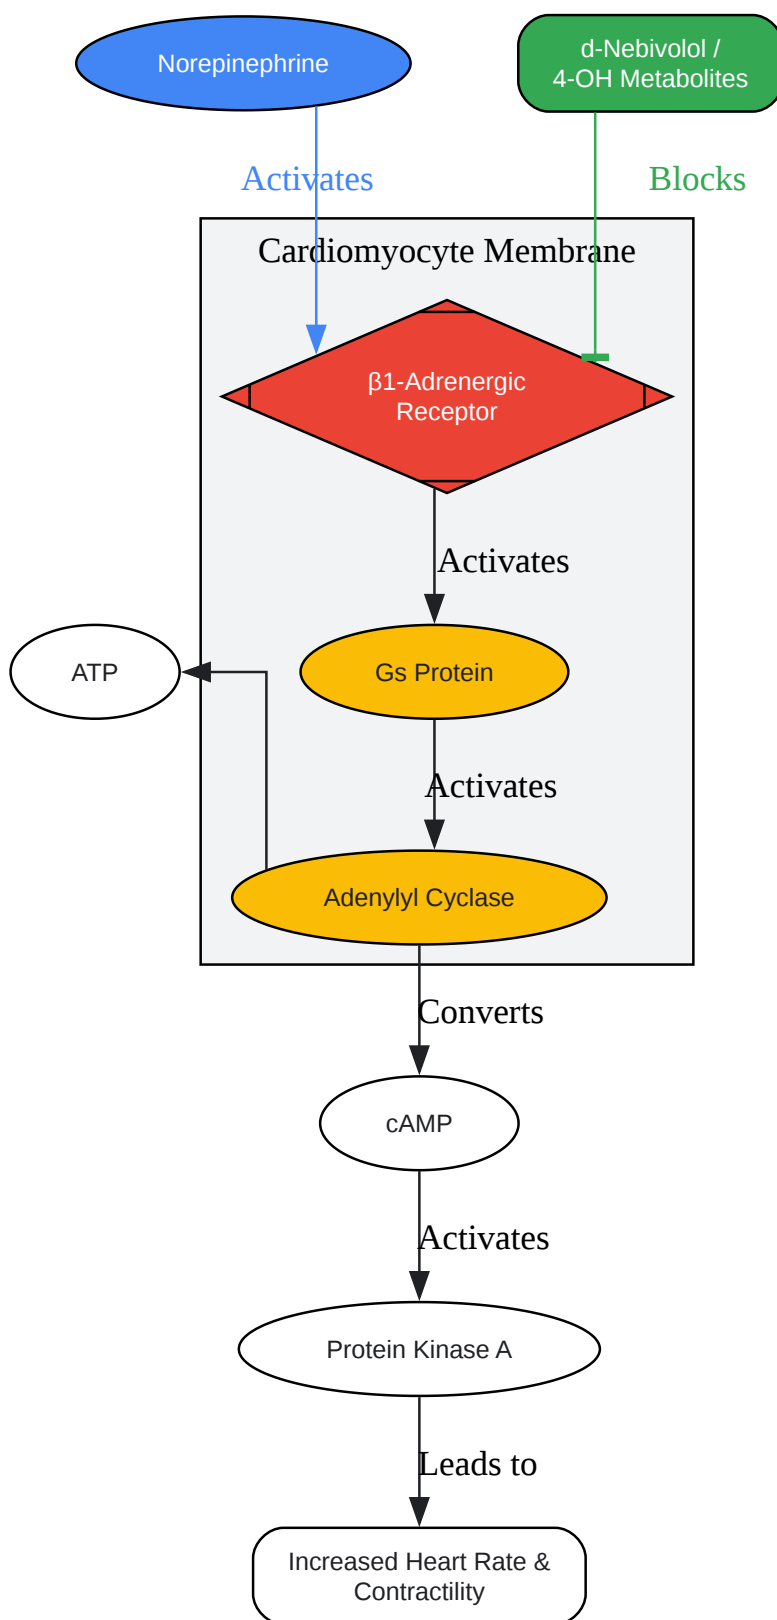 Norepinephrine
d-Nebivolol /
4-OH Metabolites
Activates
Blocks
Cardiomyocyte Membrane
β1-Adrenergic
Receptor
Activates
ATP
Gs Protein
Activates
Adenylyl Cyclase
Converts
cAMP
Activates
Protein Kinase A
Leads to
Increased Heart Rate &
Contractility